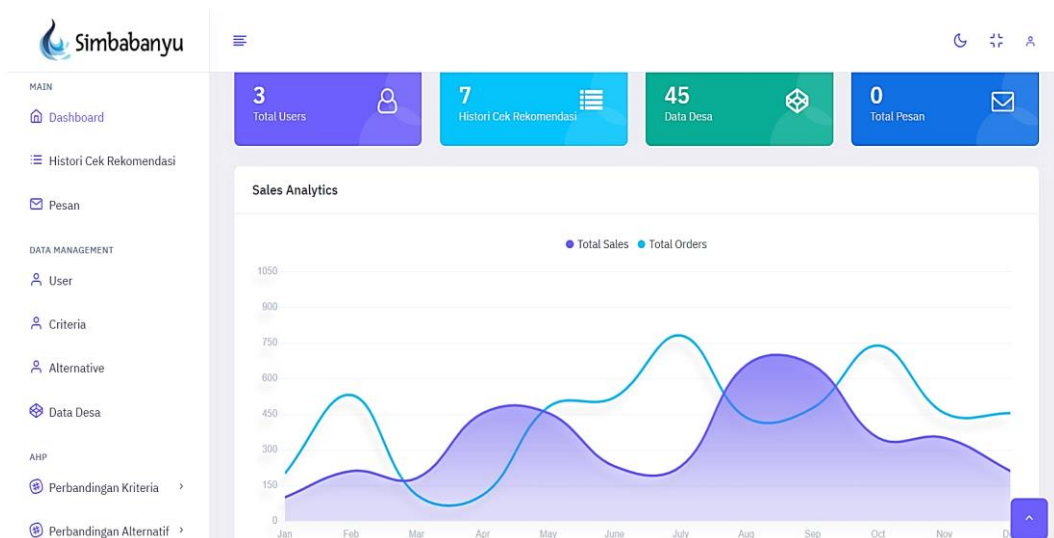 Simbabanyu
MAIN
Dashboard
Histori Cek Rekomendasi
Pesan
DATA MANAGEMENT
User
Criteria
Alternative
Data Desa
AHP
Perbandingan Kriteria
Perbandingan Alternatif
3
Total Users
7
Histori Cek Rekomendasi
45
Data Desa
0
Total Pesan
Sales Analytics
Total Sales Total Orders
1050
900
750
600
450
300
150
0
Jan Feb Mar Apr May June July Aug Sep Oct Nov